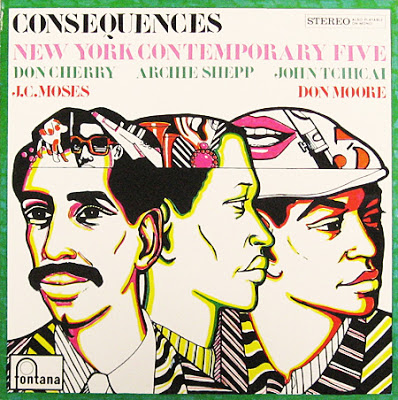 CONSEQUENCES
STEREO
NEW YORK CONTEMPORARY FIVE
DON CHERRY ARCHIE SHEPP JOHN TCHICAI
J.C. MOSES DON MOORE
fontana